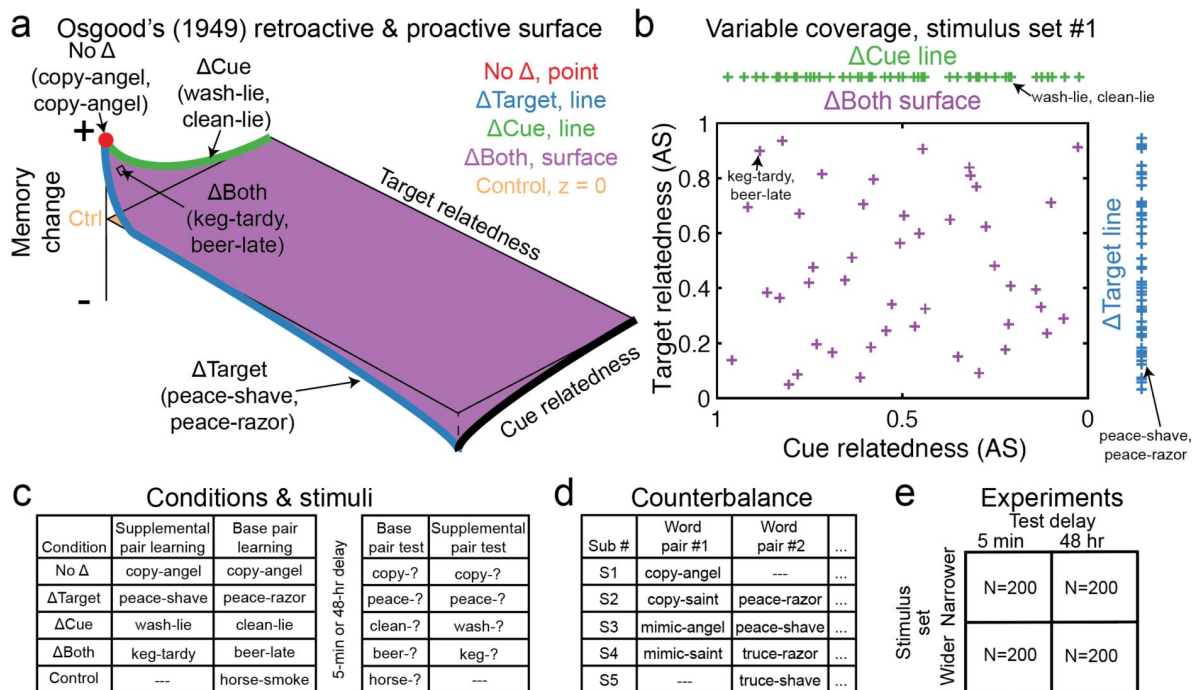 a
Osgood's (1949) retroactive & proactive surface
No Δ
(copy-angel,
copy-angel)
ΔCue
(wash-lie,
clean-lie)
No Δ, point
ΔTarget, line
ΔCue, line
ΔBoth, surface
Control, z = 0
+
Memory
change
-
Ctrl
ΔBoth
(keg-tardy,
beer-late)
Target relatedness
ΔTarget
(peace-shave,
peace-razor)
Cue relatedness
b
Variable coverage, stimulus set #1
ΔCue line
wash-lie, clean-lie
ΔBoth surface
Target relatedness (AS)
1
0.8
0.6
0.4
0.2
0
keg-tardy,
beer-late
1 0.5 0
Cue relatedness (AS)
ΔTarget line
peace-shave,
peace-razor
c
Conditions & stimuli
Condition Supplemental pair learning Base pair learning
No Δ copy-angel copy-angel
ΔTarget peace-shave peace-razor
ΔCue wash-lie clean-lie
ΔBoth keg-tardy beer-late
Control --- horse-smoke
5-min or 48-hr delay
Base pair test Supplemental pair test
copy-? copy-?
peace-? peace-?
clean-? wash-?
beer-? keg-?
horse-? ---
d
Counterbalance
Sub # Word pair #1 Word pair #2 ...
S1 copy-angel --- ...
S2 copy-saint peace-razor ...
S3 mimic-angel peace-shave ...
S4 mimic-saint truce-razor ...
S5 --- truce-shave ...
e
Experiments
Test delay
5 min 48 hr
Stimulus
set
Narrower
N=200 N=200
Wider
N=200 N=200